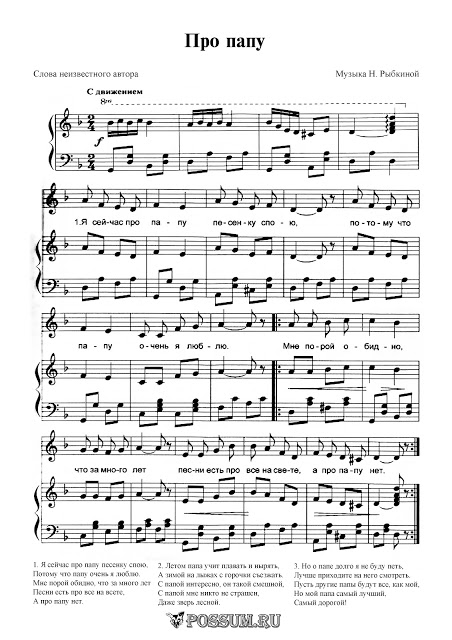 Про папу
Слова неизвестного автора
Музыка Н. Рыбкиной
С движением
8va
f
1.Я сей-час про па - пу пе-сен-ку спо - ю, по - то-му что
па - пу о-чень я люб - лю. Мне по-рой о - бид-но,
что за мно-го лет пес-ни есть про все на све - те, а про па-пу нет.
1. Я сейчас про папу песенку спою.
Потому что папу очень я люблю.
Мне порой обидно, что за много лет
Песни есть про все на всете,
А про папу нет.
2. Летом папа учит плавать и нырять,
А зимой на лыжах с горочки съезжать.
С папой интересно, он такой смешной,
С папой мне никто не страшен,
Даже зверь лесной.
3. Но о папе долго я не буду петь,
Лучше приходите на него смотреть.
Пусть другие папы будут все, как мой,
Но мой папа самый лучший,
Самый дорогой!
POSSUM.RU